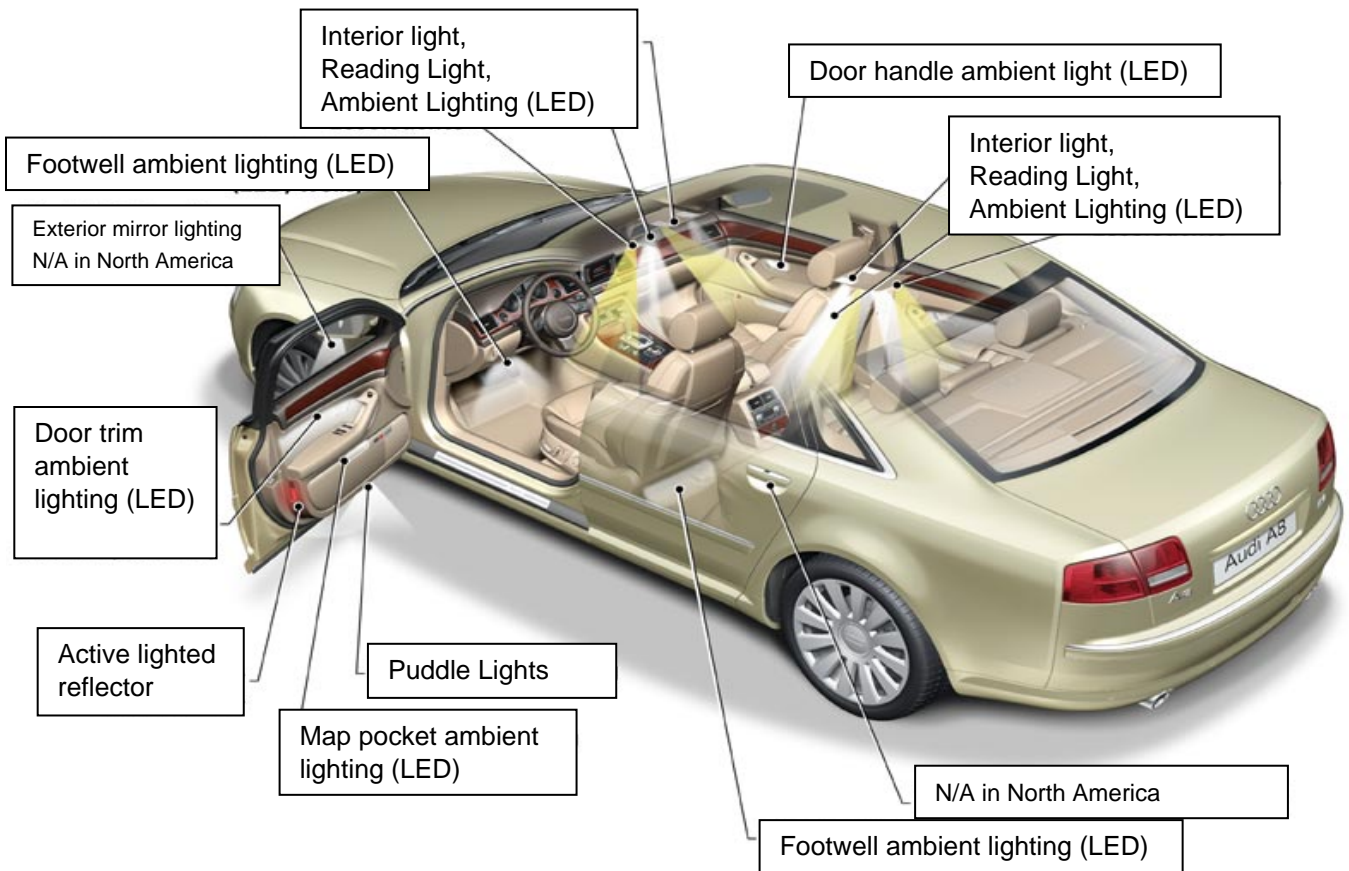 Interior light,
Reading Light,
Ambient Lighting (LED)
Door handle ambient light (LED)
Footwell ambient lighting (LED)
Interior light,
Reading Light,
Ambient Lighting (LED)
Exterior mirror lighting
N/A in North America
Door trim
ambient
lighting (LED)
Audi A8
Active lighted
reflector
Puddle Lights
Map pocket ambient
lighting (LED)
N/A in North America
Footwell ambient lighting (LED)